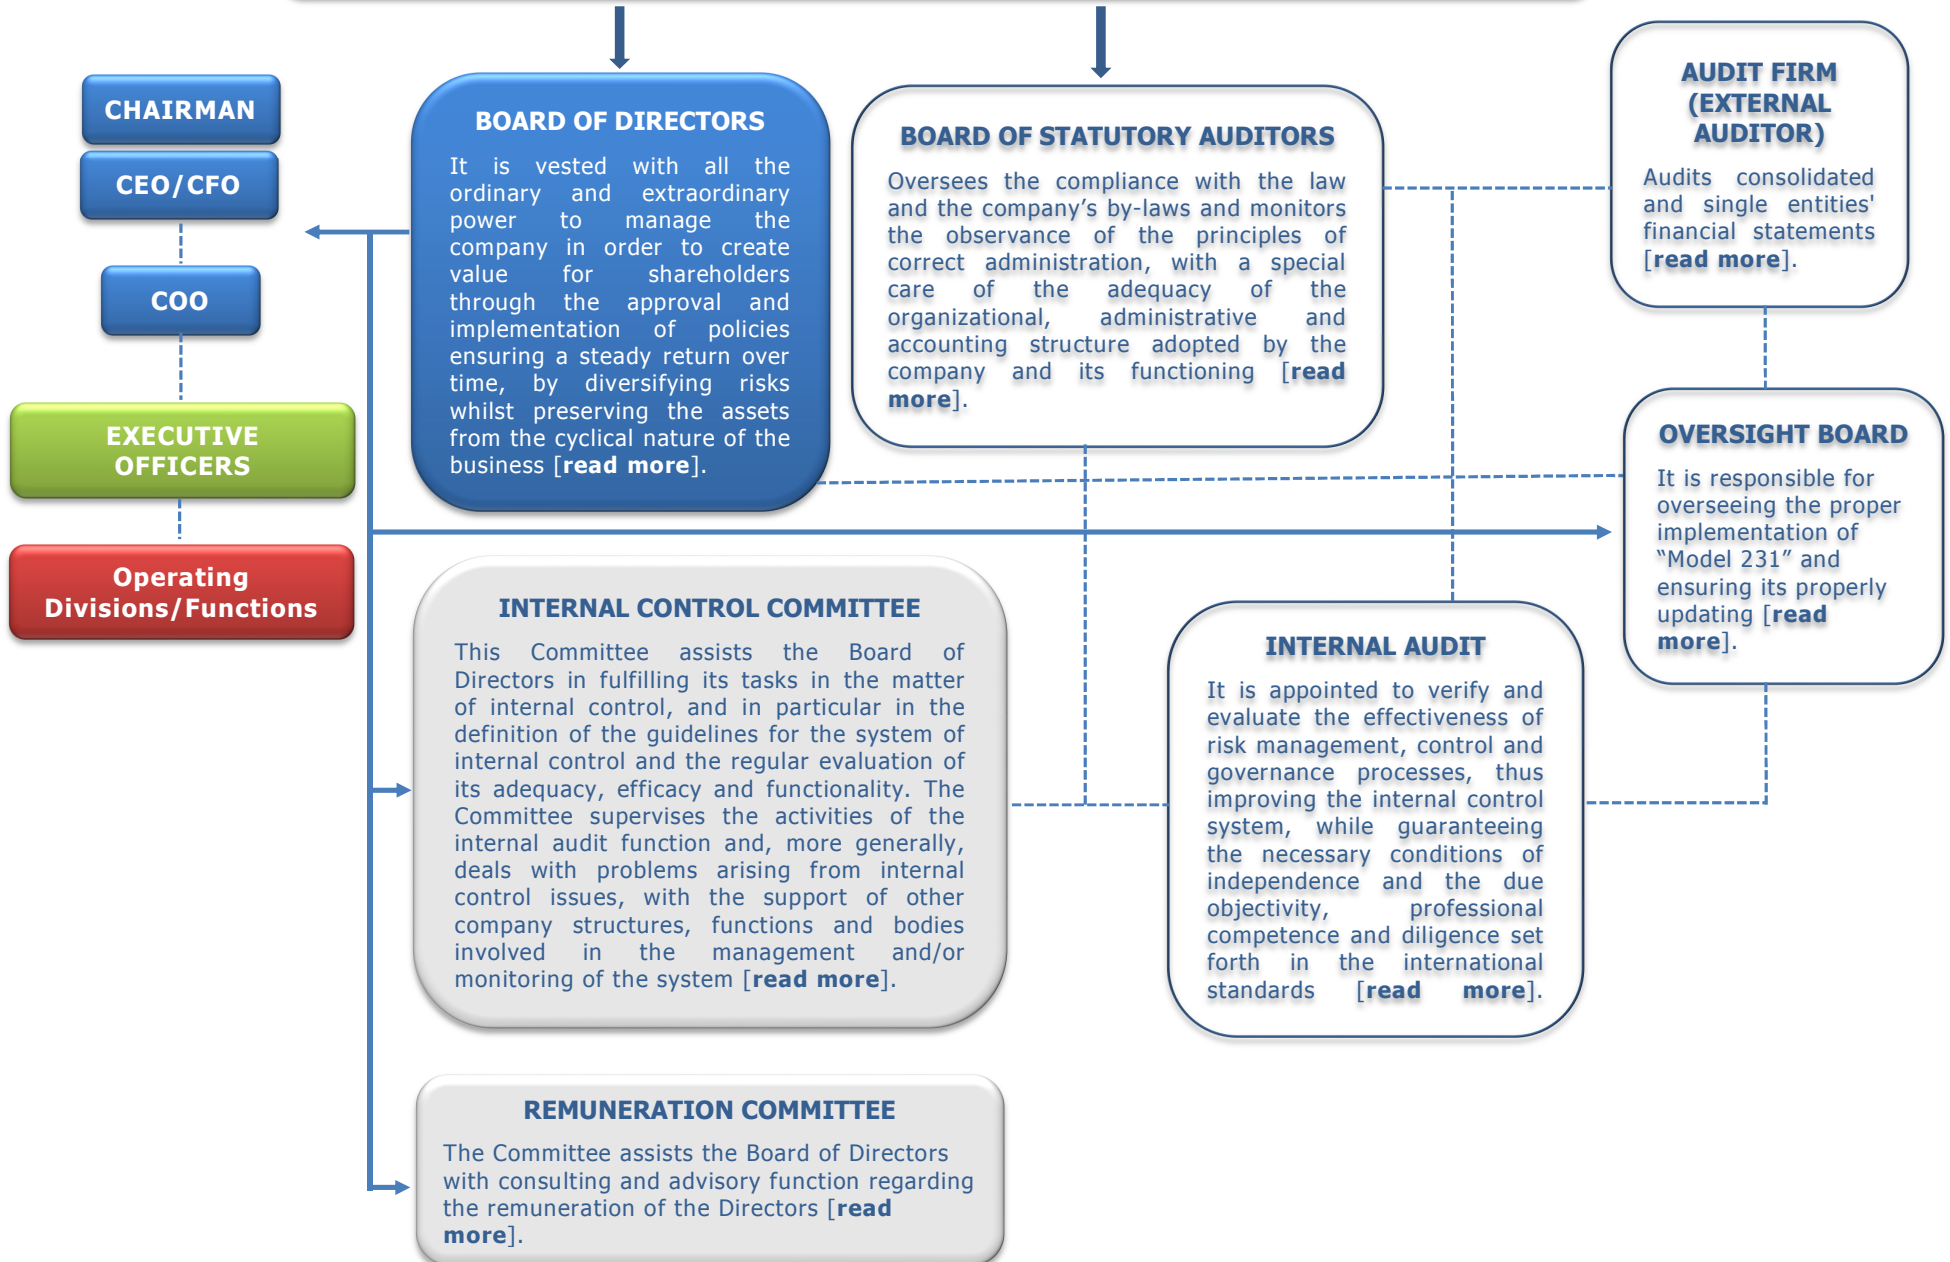 CHAIRMAN
CEO/CFO
COO
EXECUTIVE
OFFICERS
Operating
Divisions/Functions
BOARD OF DIRECTORS
It is vested with all the
ordinary and extraordinary
power to manage the
company in order to create
value for shareholders
through the approval and
implementation of policies
ensuring a steady return over
time, by diversifying risks
whilst preserving the assets
from the cyclical nature of the
business [read more].
BOARD OF STATUTORY AUDITORS
Oversees the compliance with the law
and the company’s by-laws and monitors
the observance of the principles of
correct administration, with a special
care of the adequacy of the
organizational, administrative and
accounting structure adopted by the
company and its functioning [read
more].
AUDIT FIRM
(EXTERNAL
AUDITOR)
Audits consolidated
and single entities'
financial statements
[read more].
OVERSIGHT BOARD
It is responsible for
overseeing the proper
implementation of
“Model 231” and
ensuring its properly
updating [read
more].
INTERNAL CONTROL COMMITTEE
This Committee assists the Board of
Directors in fulfilling its tasks in the matter
of internal control, and in particular in the
definition of the guidelines for the system of
internal control and the regular evaluation of
its adequacy, efficacy and functionality. The
Committee supervises the activities of the
internal audit function and, more generally,
deals with problems arising from internal
control issues, with the support of other
company structures, functions and bodies
involved in the management and/or
monitoring of the system [read more].
INTERNAL AUDIT
It is appointed to verify and
evaluate the effectiveness of
risk management, control and
governance processes, thus
improving the internal control
system, while guaranteeing
the necessary conditions of
independence and the due
objectivity, professional
competence and diligence set
forth in the international
standards [read more].
REMUNERATION COMMITTEE
The Committee assists the Board of Directors
with consulting and advisory function regarding
the remuneration of the Directors [read
more].